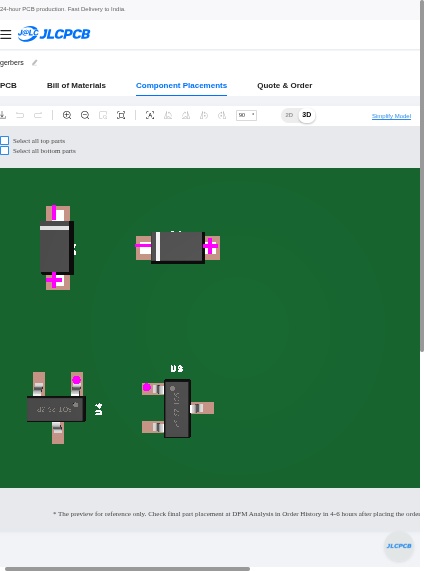 24-hour PCB production. Fast Delivery to India.
J@LC JLCPCB
gerbers
PCB Bill of Materials Component Placements Quote & Order
90 ° 2D 3D Simplify Model
Select all top parts
Select all bottom parts
U3
* The preview for reference only. Check final part placement at DFM Analysis in Order History in 4-6 hours after placing the orde
JLCPCB